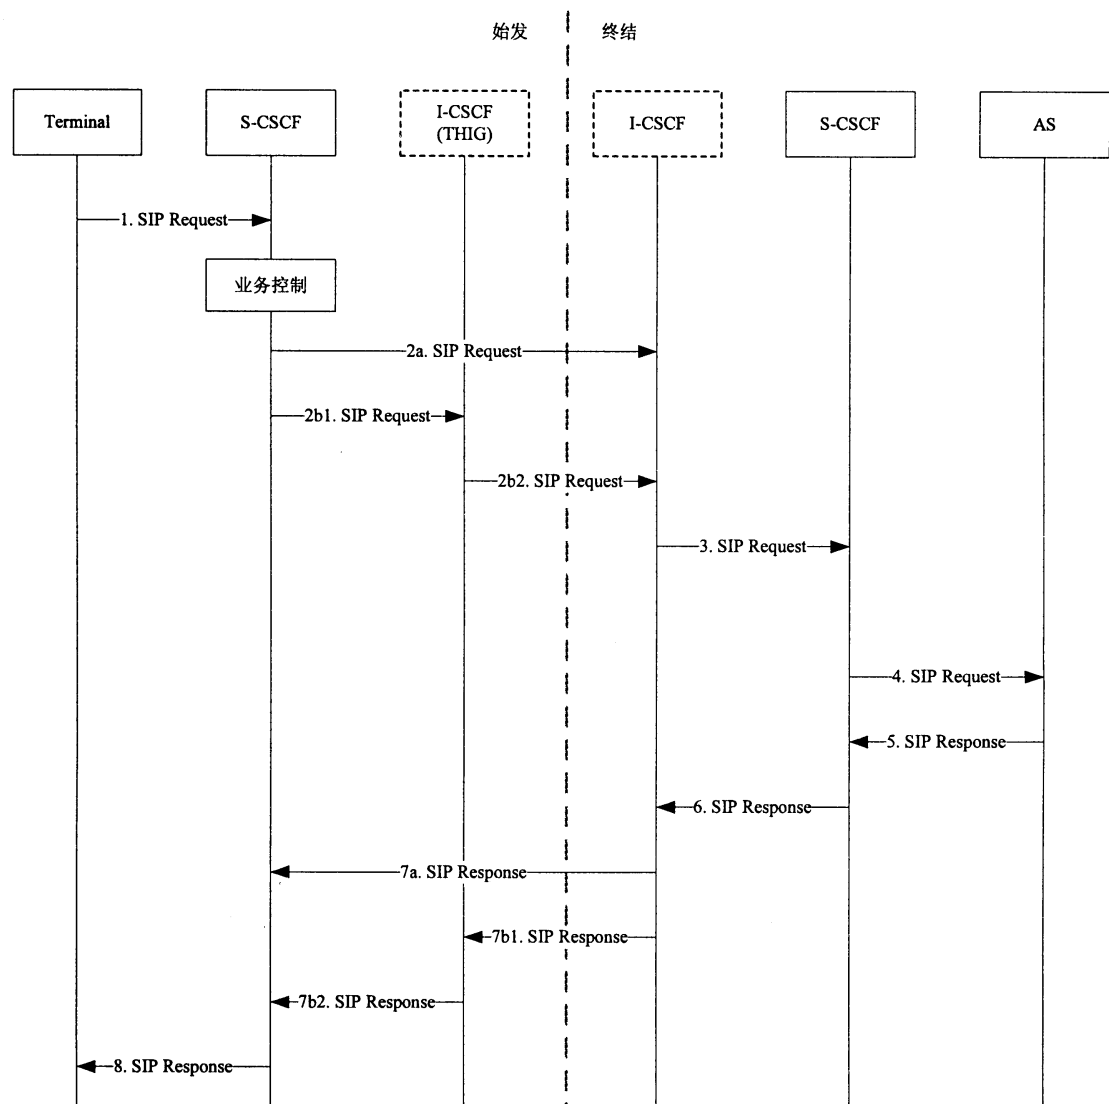 始发
终结
Terminal
S-CSCF
I-CSCF
(THIG)
I-CSCF
S-CSCF
AS
1. SIP Request
业务控制
2a. SIP Request
2b1. SIP Request
2b2. SIP Request
3. SIP Request
4. SIP Request
5. SIP Response
6. SIP Response
7a. SIP Response
7b1. SIP Response
7b2. SIP Response
8. SIP Response